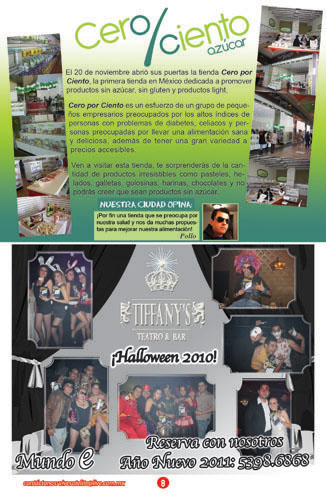 Cero/ciento
azúcar
El 20 de noviembre abrió sus puertas la tienda Cero por
Ciento, la primera tienda en México dedicada a promover
productos sin azúcar, sin gluten y productos light.
Cero por Ciento es un esfuerzo de un grupo de peque-
ños empresarios preocupados por los altos índices de
personas con problemas de diabetes, celiacos y per-
sonas preocupadas por llevar una alimentación sana
y deliciosa, además de tener una gran variedad a
precios accesibles.
Ven a visitar esta tienda, te sorprenderás de la can-
tidad de productos irresistibles como pasteles, he-
lados, galletas, golosinas, harinas, chocolates y no
podrás creer que sean productos sin azúcar.
NUESTRA CIUDAD OPINA:
¡Por fin una tienda que se preocupa por
nuestra salud y nos da muchas propues-
tas para mejorar nuestra alimentación!
Pollo
TIFFANY'S
TEATRO & BAR
¡Halloween 2010!
Reserva con nosotros
Mundo e
Año Nuevo 2011: 5398.6868
9